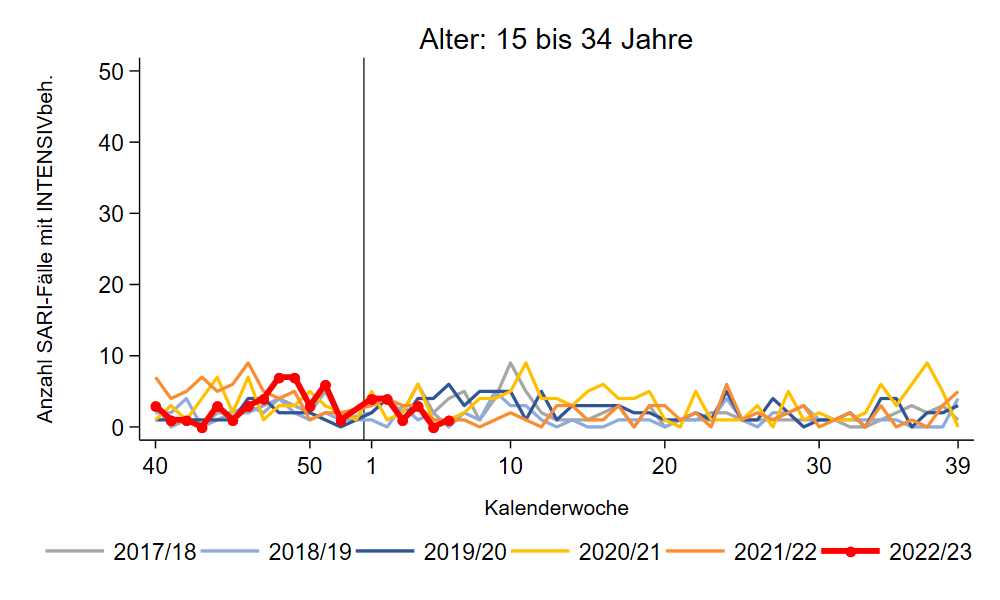 Alter: 15 bis 34 Jahre
Anzahl SARI-Fälle mit INTENSIVbeh.
50
40
30
20
10
0
40 50 1 10 20 30 39
Kalenderwoche
2017/18 2018/19 2019/20 2020/21 2021/22 2022/23